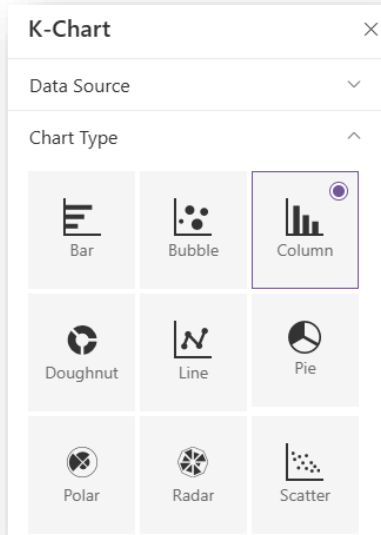 K-Chart
Data Source
Chart Type
Bar
Bubble
Column
Doughnut
Line
Pie
Polar
Radar
Scatter